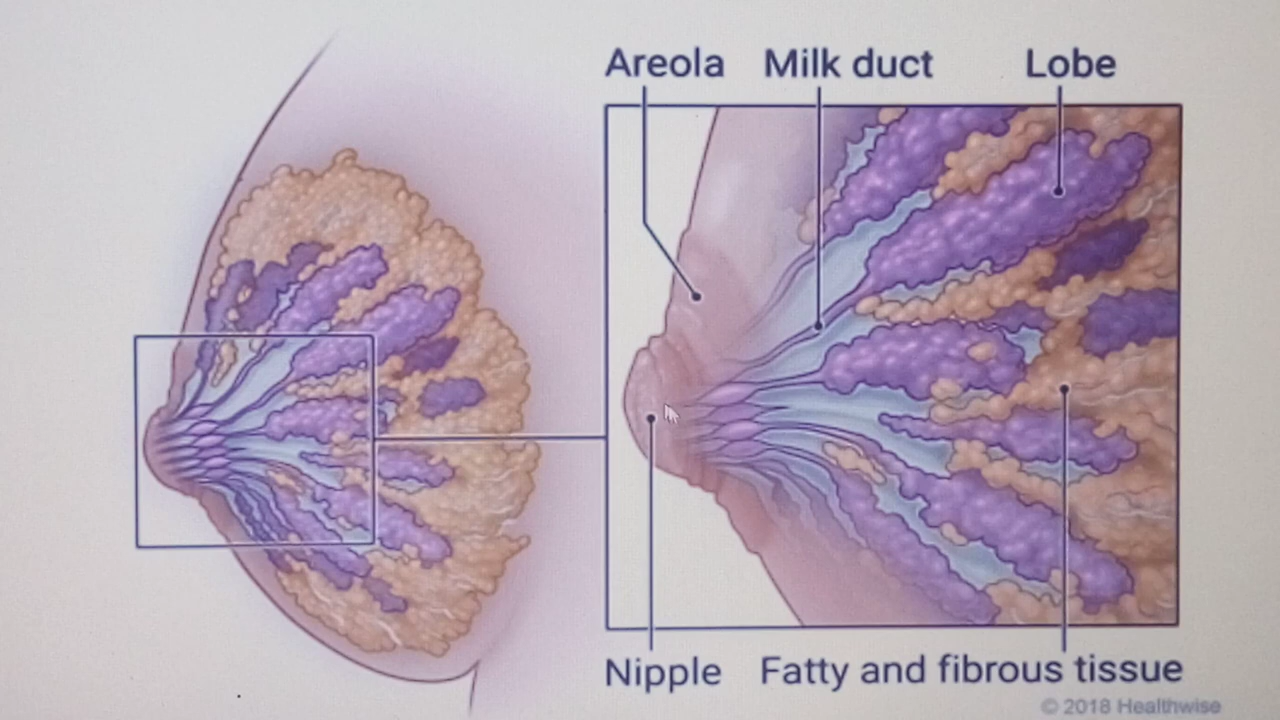 Areola Milk duct Lobe
Nipple Fatty and fibrous tissue
© 2018 Healthwise